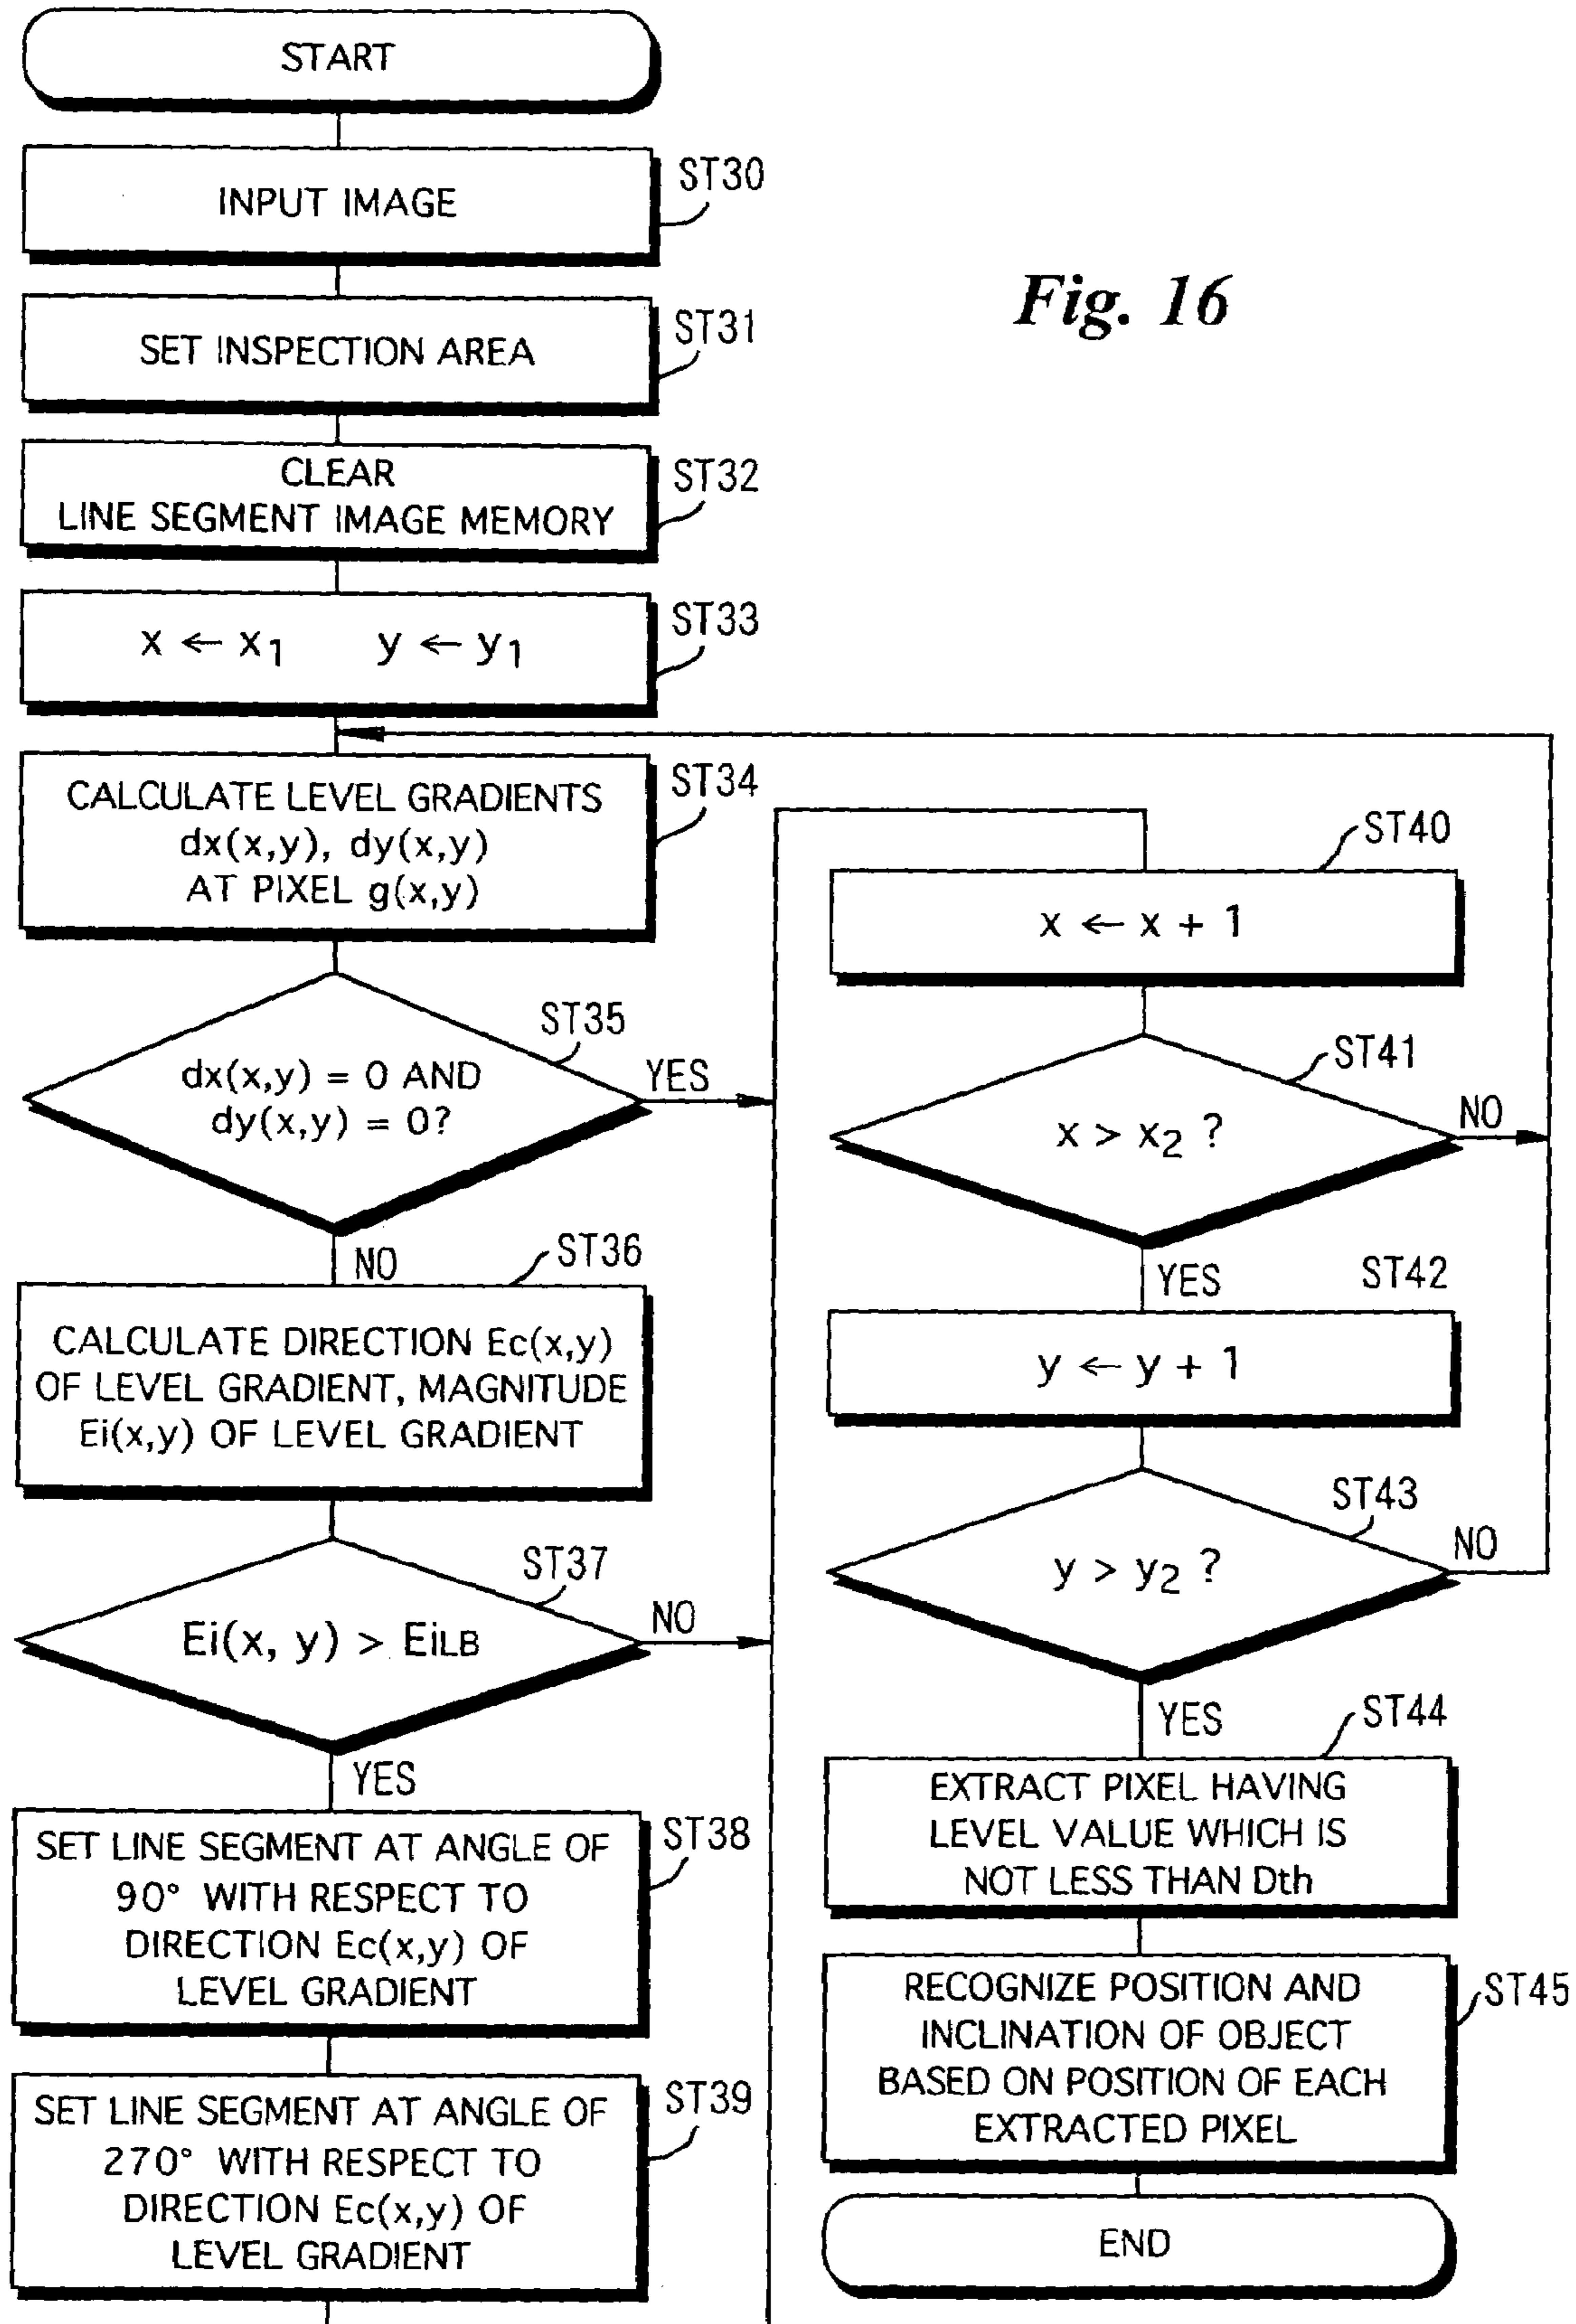 START
INPUT IMAGE
ST30
Fig. 16
SET INSPECTION AREA
ST31
CLEAR
LINE SEGMENT IMAGE MEMORY
ST32
x ← x1 y ← y1
ST33
CALCULATE LEVEL GRADIENTS
dx(x,y), dy(x,y)
AT PIXEL g(x,y)
ST34
ST35
dx(x,y) = 0 AND
dy(x,y) = 0?
YES
NO
ST36
CALCULATE DIRECTION Ec(x,y)
OF LEVEL GRADIENT, MAGNITUDE
Ei(x,y) OF LEVEL GRADIENT
ST37
Ei(x, y) > EiLB
NO
YES
SET LINE SEGMENT AT ANGLE OF
90° WITH RESPECT TO
DIRECTION Ec(x,y) OF
LEVEL GRADIENT
ST38
SET LINE SEGMENT AT ANGLE OF
270° WITH RESPECT TO
DIRECTION Ec(x,y) OF
LEVEL GRADIENT
ST39
ST40
x ← x + 1
ST41
x > x2 ?
NO
YES
ST42
y ← y + 1
ST43
y > y2 ?
NO
YES
ST44
EXTRACT PIXEL HAVING
LEVEL VALUE WHICH IS
NOT LESS THAN Dth
RECOGNIZE POSITION AND
INCLINATION OF OBJECT
BASED ON POSITION OF EACH
EXTRACTED PIXEL
ST45
END